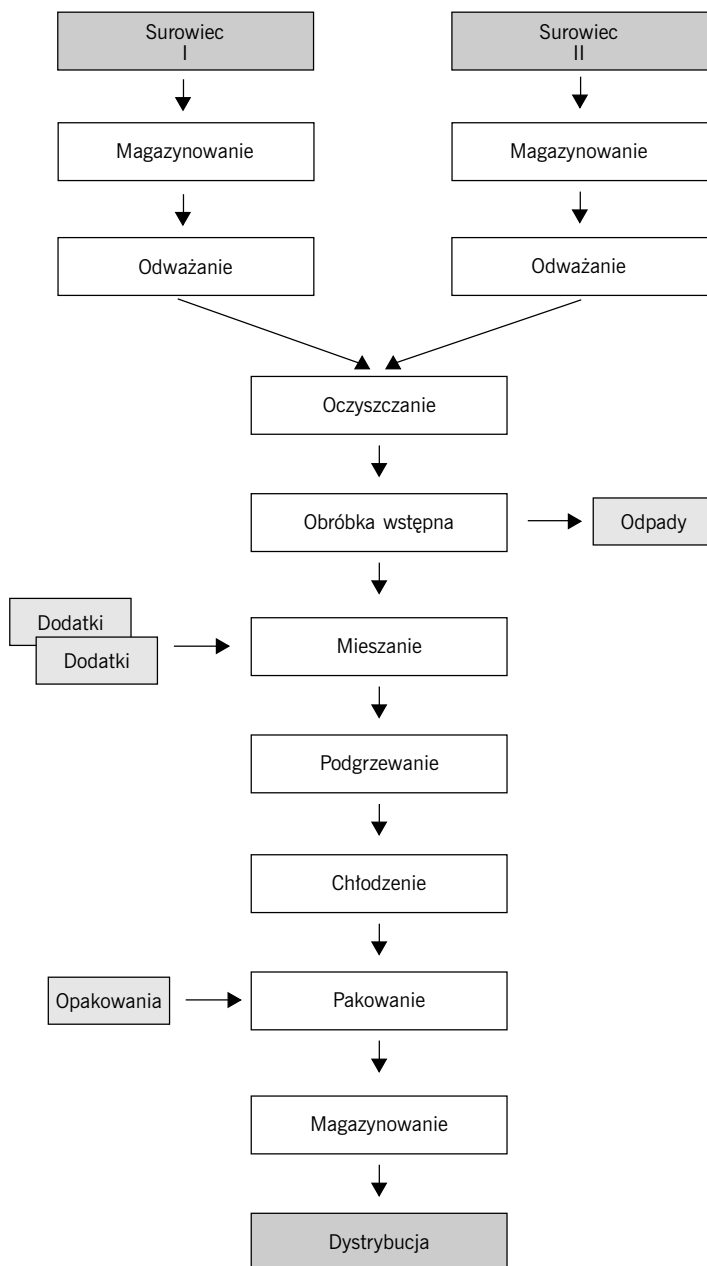 Surowiec
I
Surowiec
II
Magazynowanie
Magazynowanie
Odważanie
Odważanie
Oczyszczanie
Obróbka wstępna
Odpady
Dodatki
Dodatki
Mieszanie
Podgrzewanie
Chłodzenie
Opakowania
Pakowanie
Magazynowanie
Dystrybucja